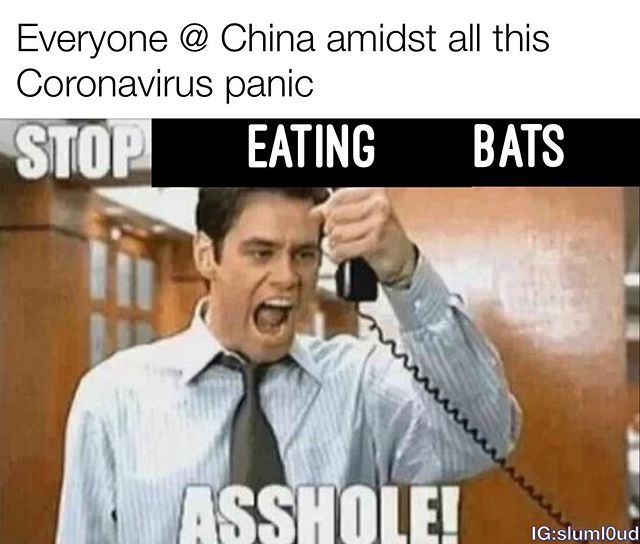 Everyone @ China amidst all this
Coronavirus panic
STOP EATING BATS
ASSHOLE!
IG:sluml0ud